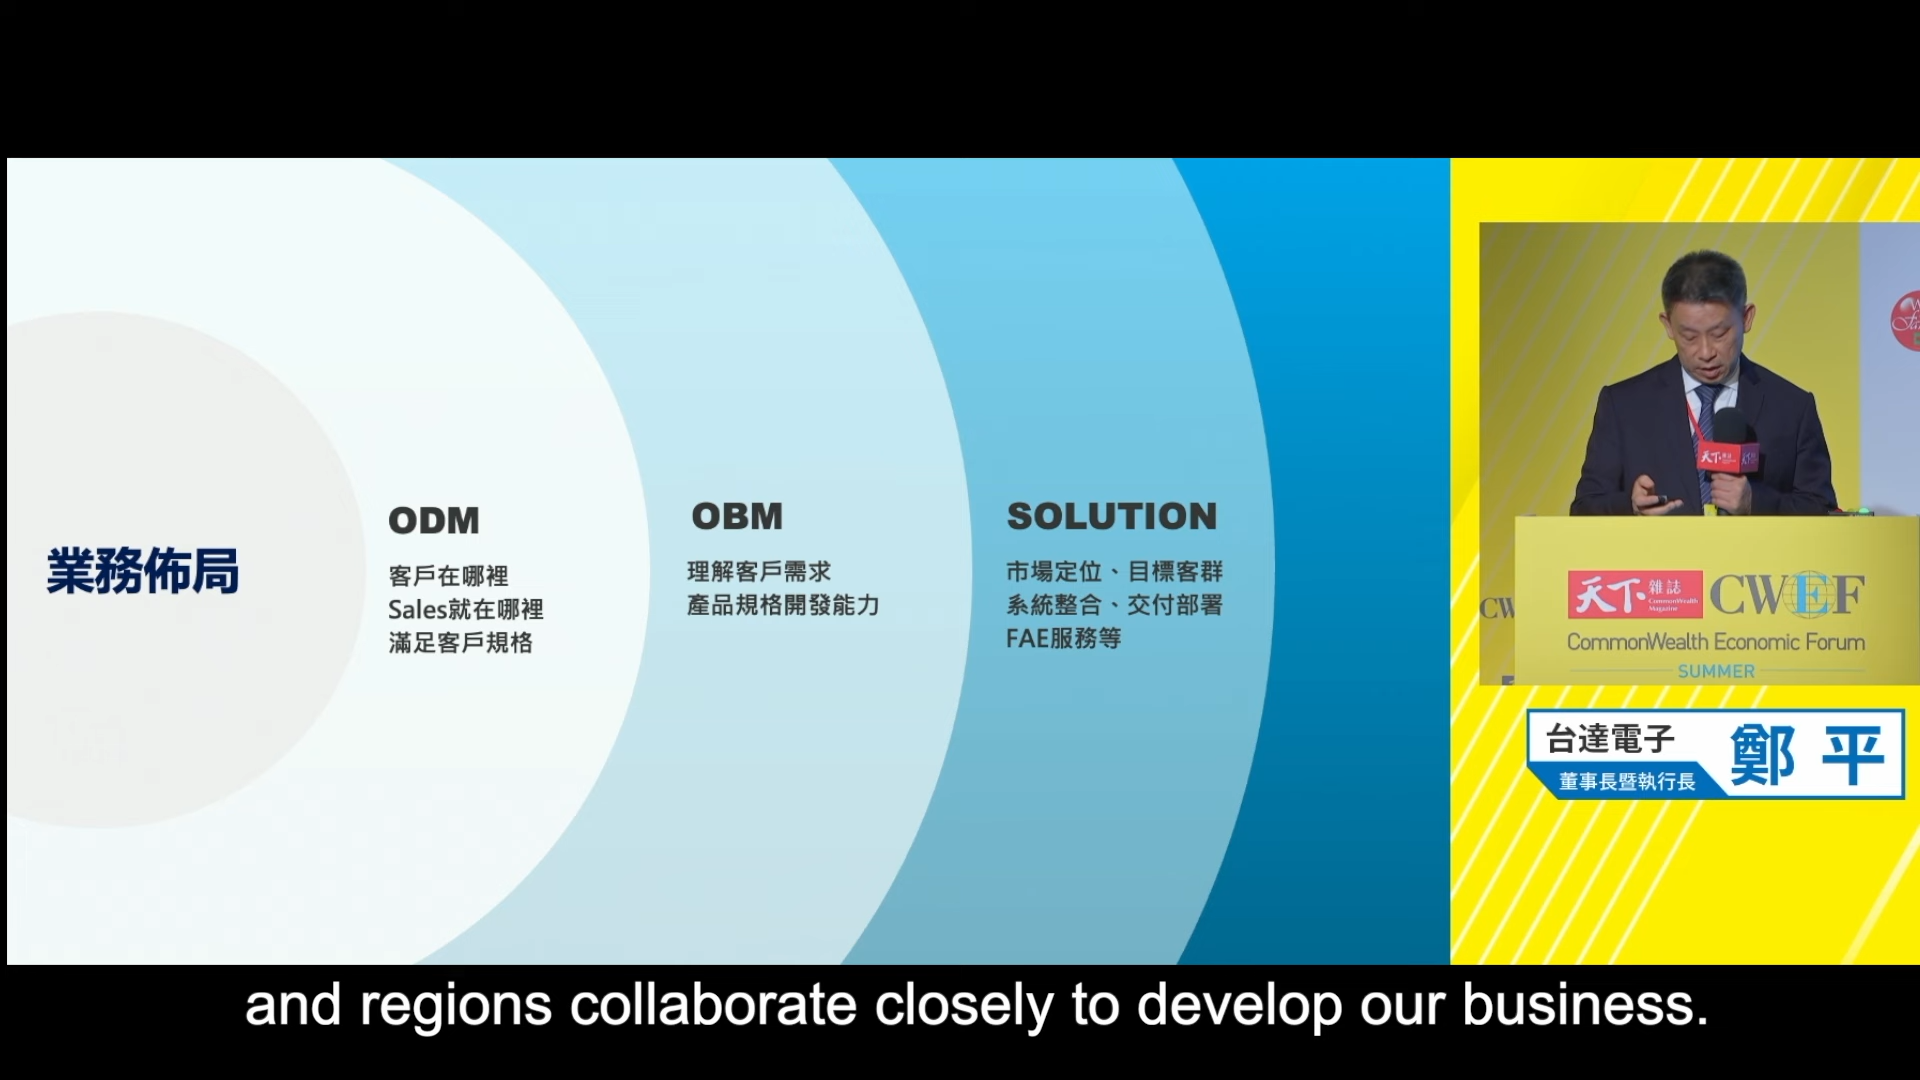 業務佈局
ODM
客戶在哪裡
Sales就在哪裡
滿足客戶規格
OBM
理解客戶需求
產品規格開發能力
SOLUTION
市場定位、目標客群
系統整合、交付部署
FAE服務等
天下
天下雜誌
CommonWealth
Magazine
CWEF
CommonWealth Economic Forum
SUMMER
台達電子
董事長暨執行長
鄭 平
and regions collaborate closely to develop our business.